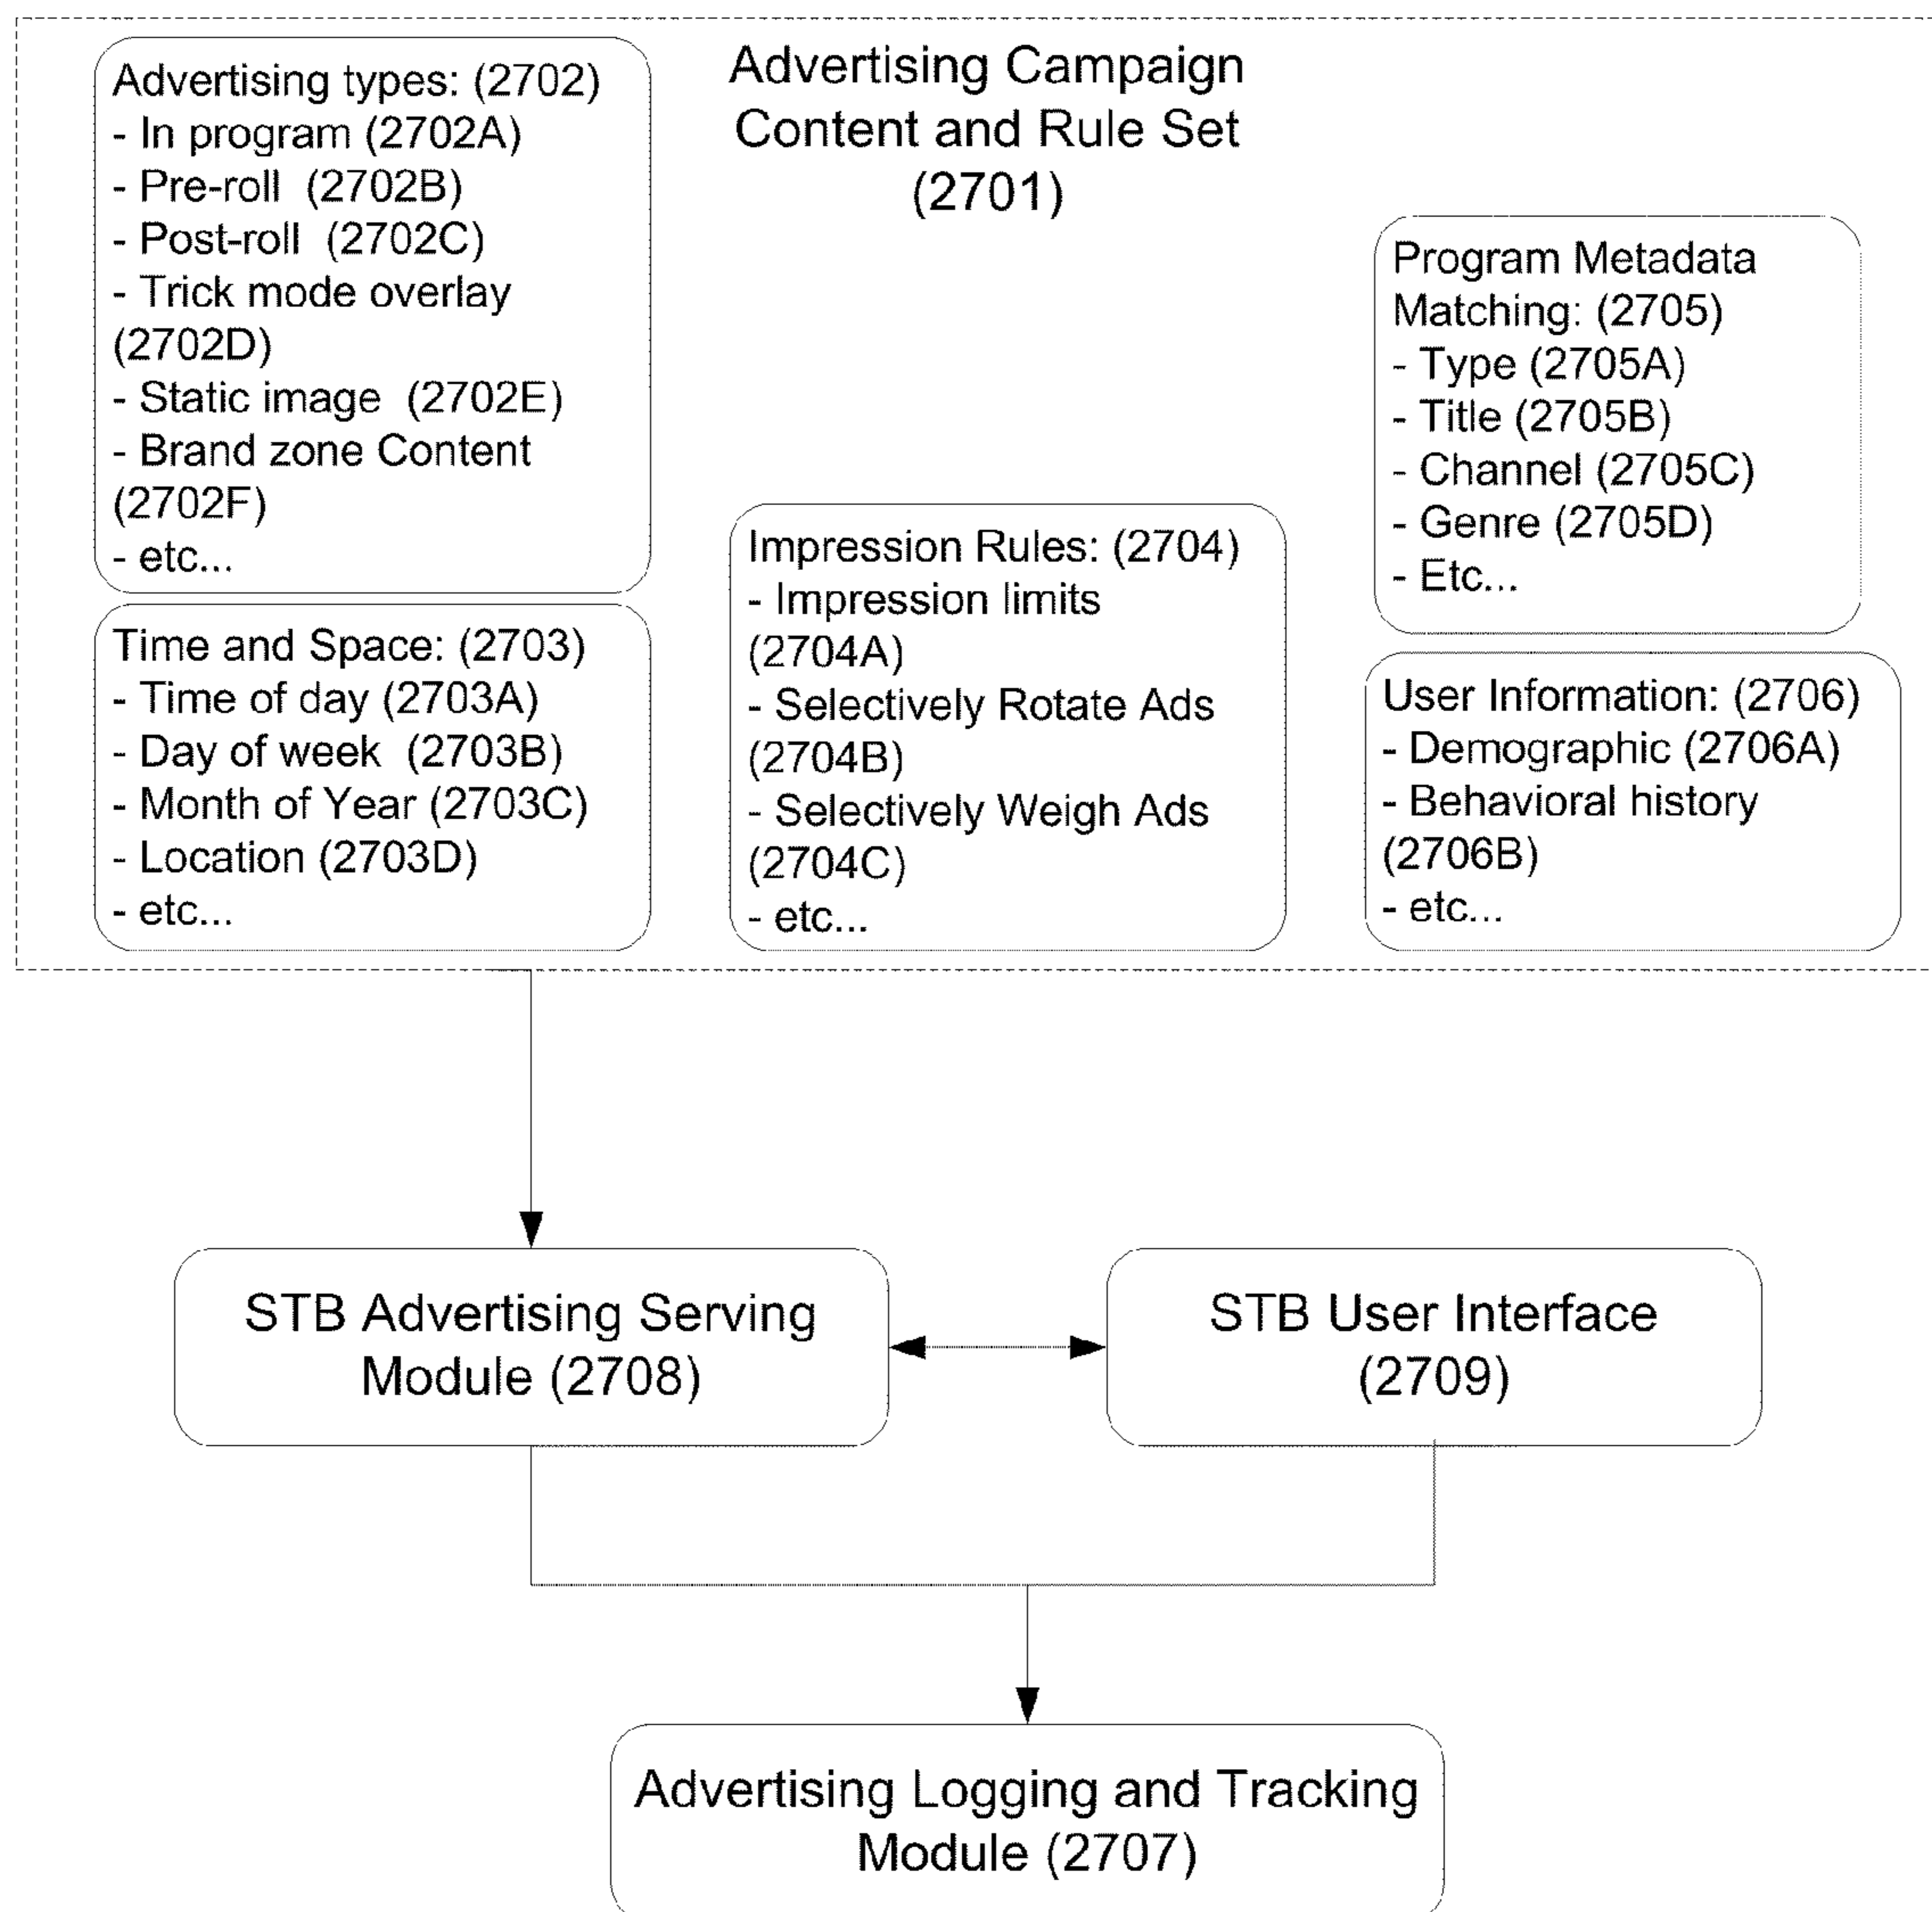 Advertising Campaign
Content and Rule Set
(2701)
Advertising types: (2702)
- In program (2702A)
- Pre-roll (2702B)
- Post-roll (2702C)
- Trick mode overlay
(2702D)
- Static image (2702E)
- Brand zone Content
(2702F)
- etc...
Time and Space: (2703)
- Time of day (2703A)
- Day of week (2703B)
- Month of Year (2703C)
- Location (2703D)
- etc...
Impression Rules: (2704)
- Impression limits
(2704A)
- Selectively Rotate Ads
(2704B)
- Selectively Weigh Ads
(2704C)
- etc...
Program Metadata
Matching: (2705)
- Type (2705A)
- Title (2705B)
- Channel (2705C)
- Genre (2705D)
- Etc...
User Information: (2706)
- Demographic (2706A)
- Behavioral history
(2706B)
- etc...
STB Advertising Serving
Module (2708)
STB User Interface
(2709)
Advertising Logging and Tracking
Module (2707)